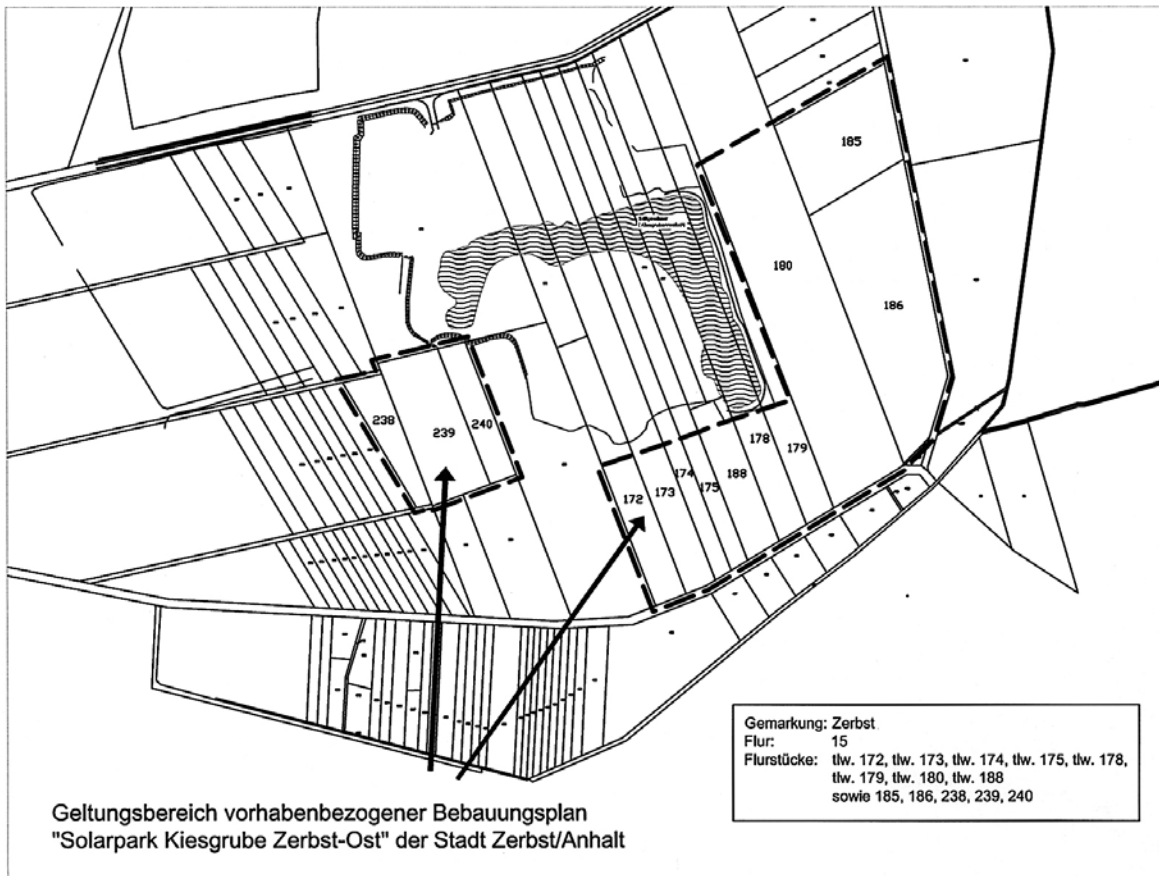 185
180
186
238
239
240
178
179
174
188
172
173
175
Gemarkung: Zerbst
Flur: 15
Flurstücke: tlw. 172, tlw. 173, tlw. 174, tlw. 175, tlw. 178,
tlw. 179, tlw. 180, tlw. 188
sowie 185, 186, 238, 239, 240
Geltungsbereich vorhabenbezogener Bebauungsplan
"Solarpark Kiesgrube Zerbst-Ost" der Stadt Zerbst/Anhalt